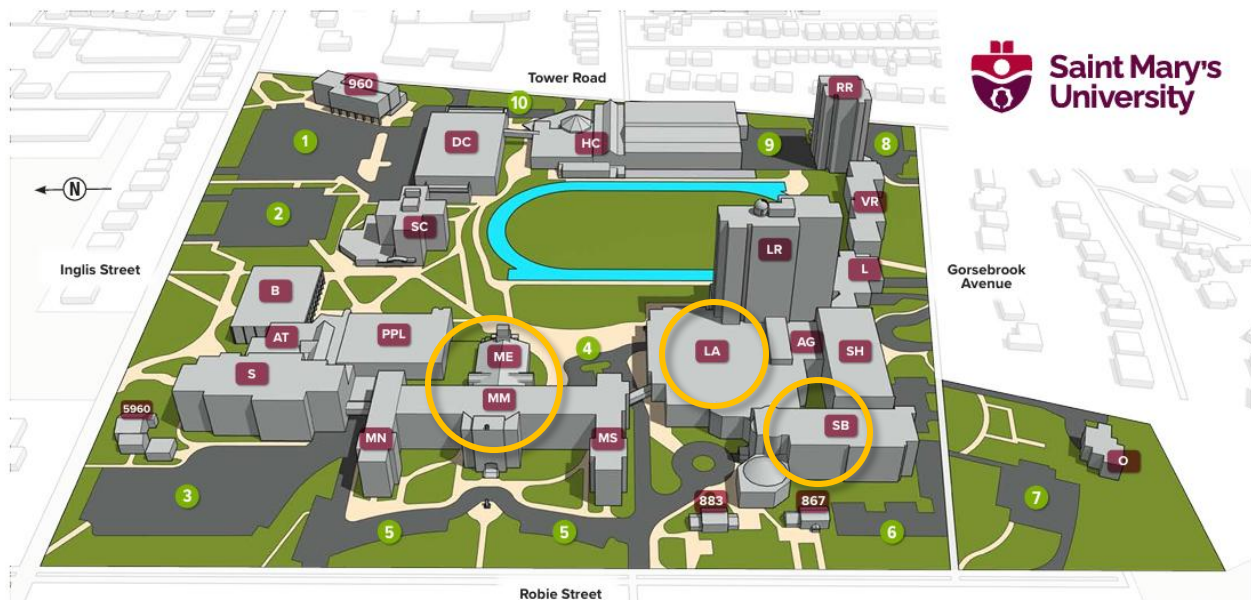 Saint Mary's
University
Tower Road
960
10
RR
1
DC
HC
9
8
N
2
SC
VR
LR
Inglis Street
L
Gorsebrook
Avenue
B
AT
PPL
ME
4
LA
AG
SH
S
MM
5960
MN
MS
SB
O
3
883
867
7
5
5
6
Robie Street